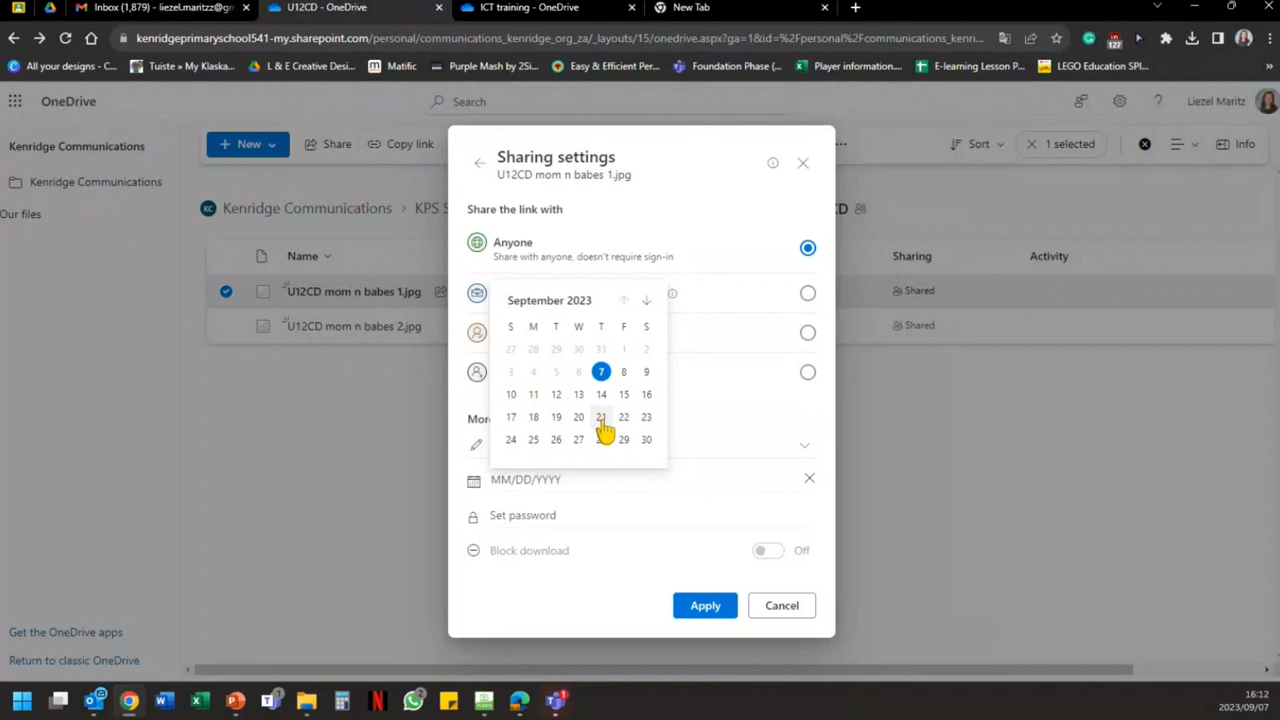 Inbox (1,879) - liezel.maritzz@gm
U12CD - OneDrive
ICT training - OneDrive
New Tab
kenridgeprimaryschool541-my.sharepoint.com/personal/communications_kenridge_org_za/_layouts/15/onedrive.aspx?ga=1&id=%2Fpersonal%2Fcommunications_kenri...
127
All your designs - C...
Tuiste » My Klaska...
L & E Creative Desi...
Matific
Purple Mash by 2Si...
Easy & Efficient Per...
Foundation Phase (...
Player information....
E-learning Lesson P...
LEGO Education SPI...
OneDrive
Search
Liezel Maritz
Kenridge Communications
Kenridge Communications
Our files
New
Share
Copy link
...
Sort
1 selected
Info
KC Kenridge Communications > KPS S
CD
Name
Sharing
Activity
U12CD mom n babes 1.jpg
Shared
U12CD mom n babes 2.jpg
Shared
Sharing settings
U12CD mom n babes 1.jpg
Share the link with
Anyone
Share with anyone, doesn't require sign-in
September 2023
S M T W T F S
27 28 29 30 31 1 2
3 4 5 6 7 8 9
10 11 12 13 14 15 16
17 18 19 20 21 22 23
24 25 26 27 29 30
More
MM/DD/YYYY
Set password
Block download
Off
Apply
Cancel
Get the OneDrive apps
Return to classic OneDrive
16:12
2023/09/07